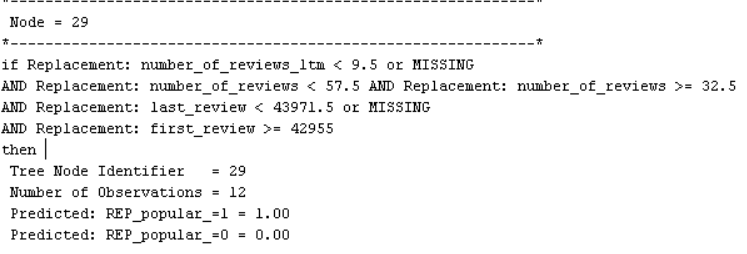 *------------------------------------------------------------*
Node = 29
*------------------------------------------------------------*
if Replacement: number_of_reviews_ltm < 9.5 or MISSING
AND Replacement: number_of_reviews < 57.5 AND Replacement: number_of_reviews >= 32.5
AND Replacement: last_review < 43971.5 or MISSING
AND Replacement: first_review >= 42955
then
Tree Node Identifier   = 29
Number of Observations = 12
Predicted: REP_popular_=1 = 1.00
Predicted: REP_popular_=0 = 0.00